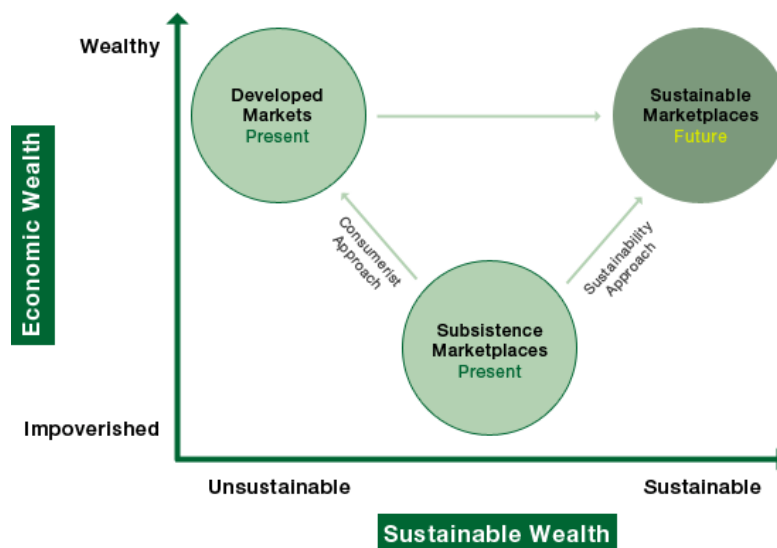 Wealthy
Developed
Markets
Present
Sustainable
Marketplaces
Future
Economic Wealth
Consumerist
Approach
Sustainability
Approach
Subsistence
Marketplaces
Present
Impoverished
Unsustainable
Sustainable
Sustainable Wealth